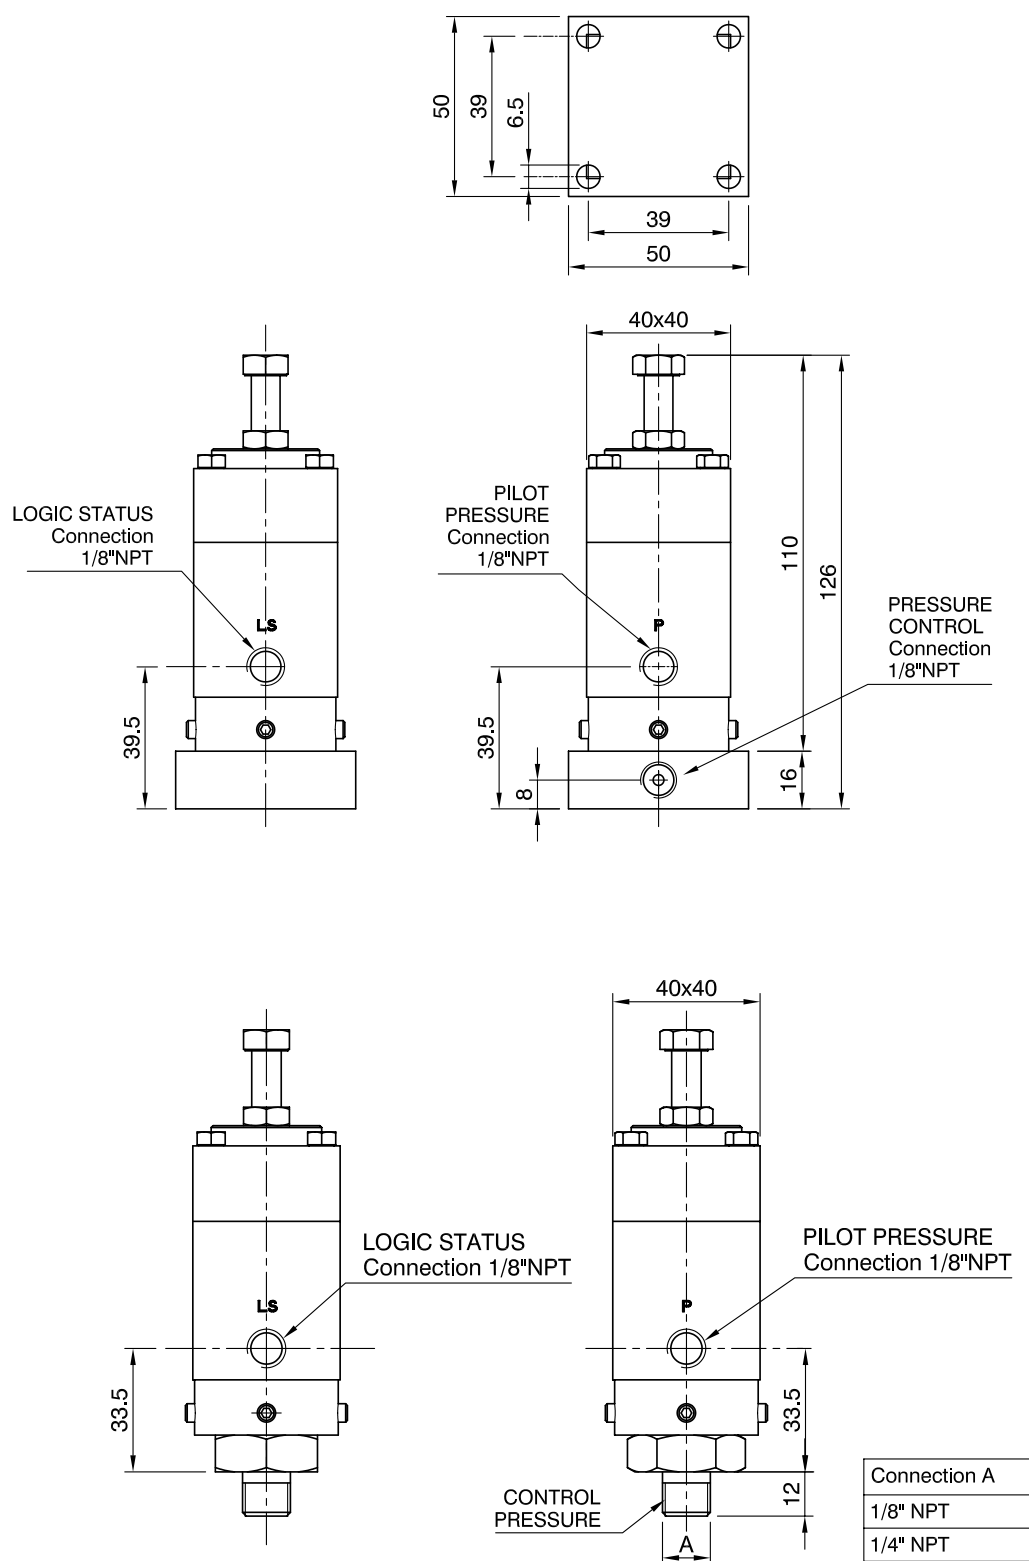 50
39
6.5
39
50
40x40
LOGIC STATUS
Connection
1/8"NPT
PILOT
PRESSURE
Connection
1/8"NPT
110
126
PRESSURE
CONTROL
Connection
1/8"NPT
LS
P
39.5
39.5
8
16
40x40
LOGIC STATUS
Connection 1/8"NPT
PILOT PRESSURE
Connection 1/8"NPT
LS
P
33.5
33.5
12
CONTROL
PRESSURE
A
Connection A
1/8" NPT
1/4" NPT